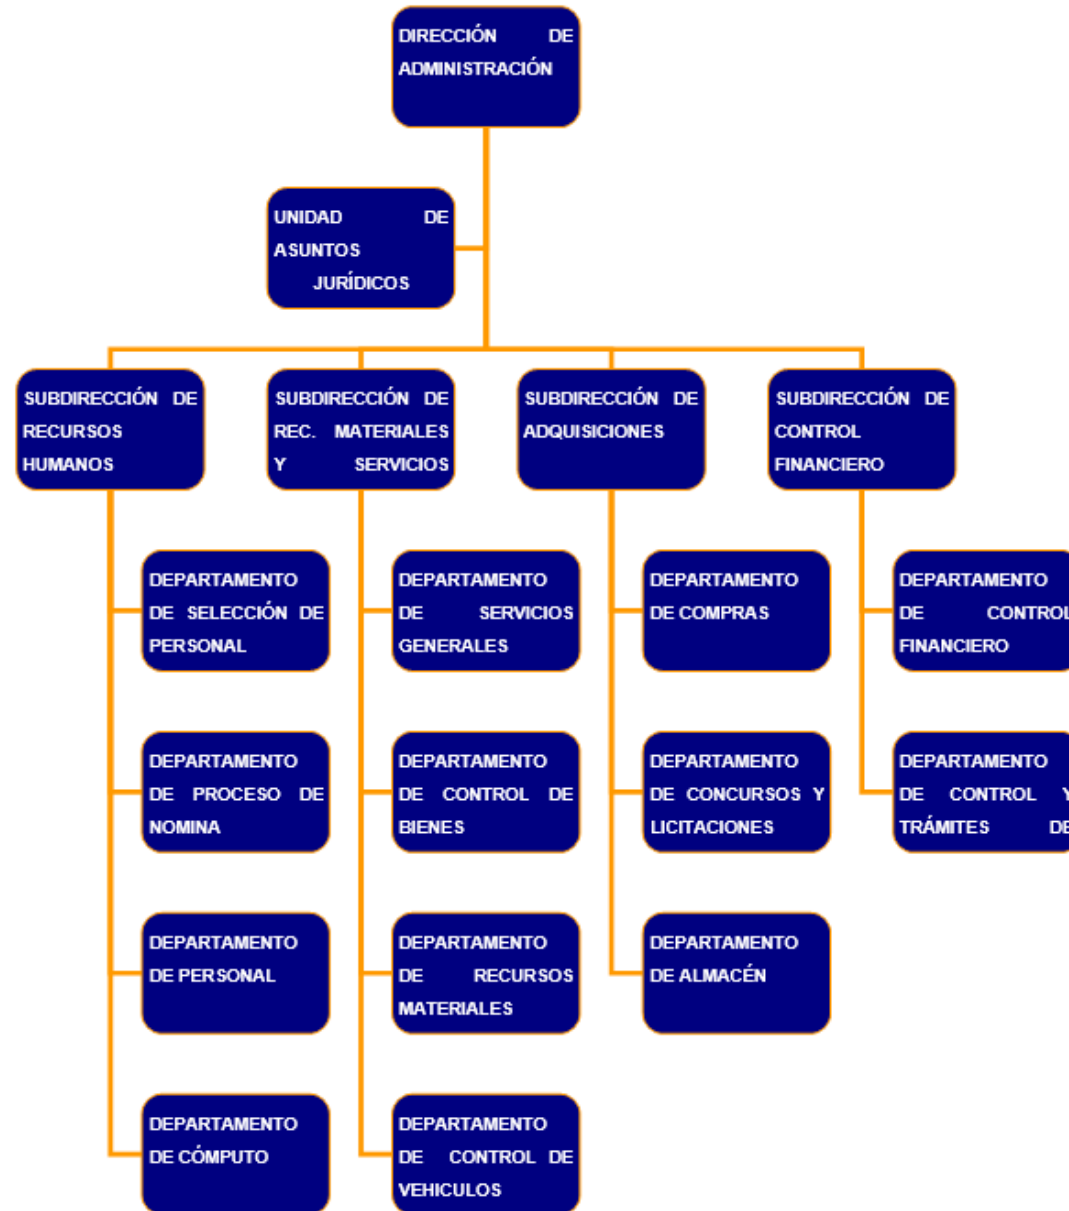 DIRECCIÓN DE
ADMINISTRACIÓN
UNIDAD DE
ASUNTOS
JURÍDICOS
SUBDIRECCIÓN DE
RECURSOS
HUMANOS
SUBDIRECCIÓN DE
REC. MATERIALES
Y SERVICIOS
SUBDIRECCIÓN DE
ADQUISICIONES
SUBDIRECCIÓN DE
CONTROL
FINANCIERO
DEPARTAMENTO
DE SELECCIÓN DE
PERSONAL
DEPARTAMENTO
DE SERVICIOS
GENERALES
DEPARTAMENTO
DE COMPRAS
DEPARTAMENTO
DE CONTROL
FINANCIERO
DEPARTAMENTO
DE PROCESO DE
NOMINA
DEPARTAMENTO
DE CONTROL DE
BIENES
DEPARTAMENTO
DE CONCURSOS Y
LICITACIONES
DEPARTAMENTO
DE CONTROL Y
TRÁMITES DE
DEPARTAMENTO
DE PERSONAL
DEPARTAMENTO
DE RECURSOS
MATERIALES
DEPARTAMENTO
DE ALMACÉN
DEPARTAMENTO
DE CÓMPUTO
DEPARTAMENTO
DE CONTROL DE
VEHICULOS